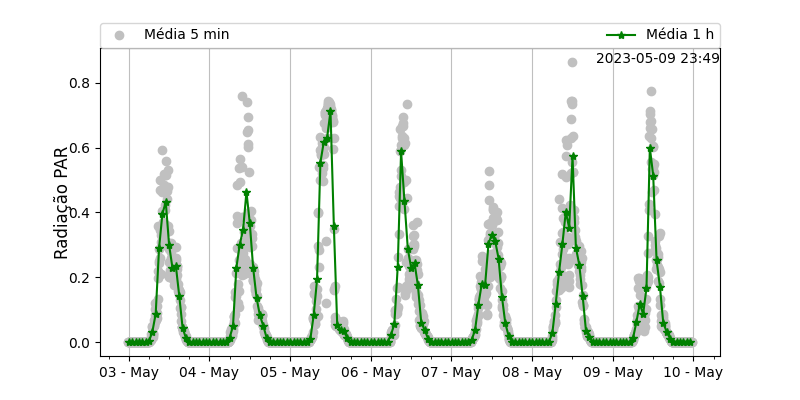 Média 5 min
Média 1 h
2023-05-09 23:49
Radiação PAR
0.8
0.6
0.4
0.2
0.0
03 - May
04 - May
05 - May
06 - May
07 - May
08 - May
09 - May
10 - May